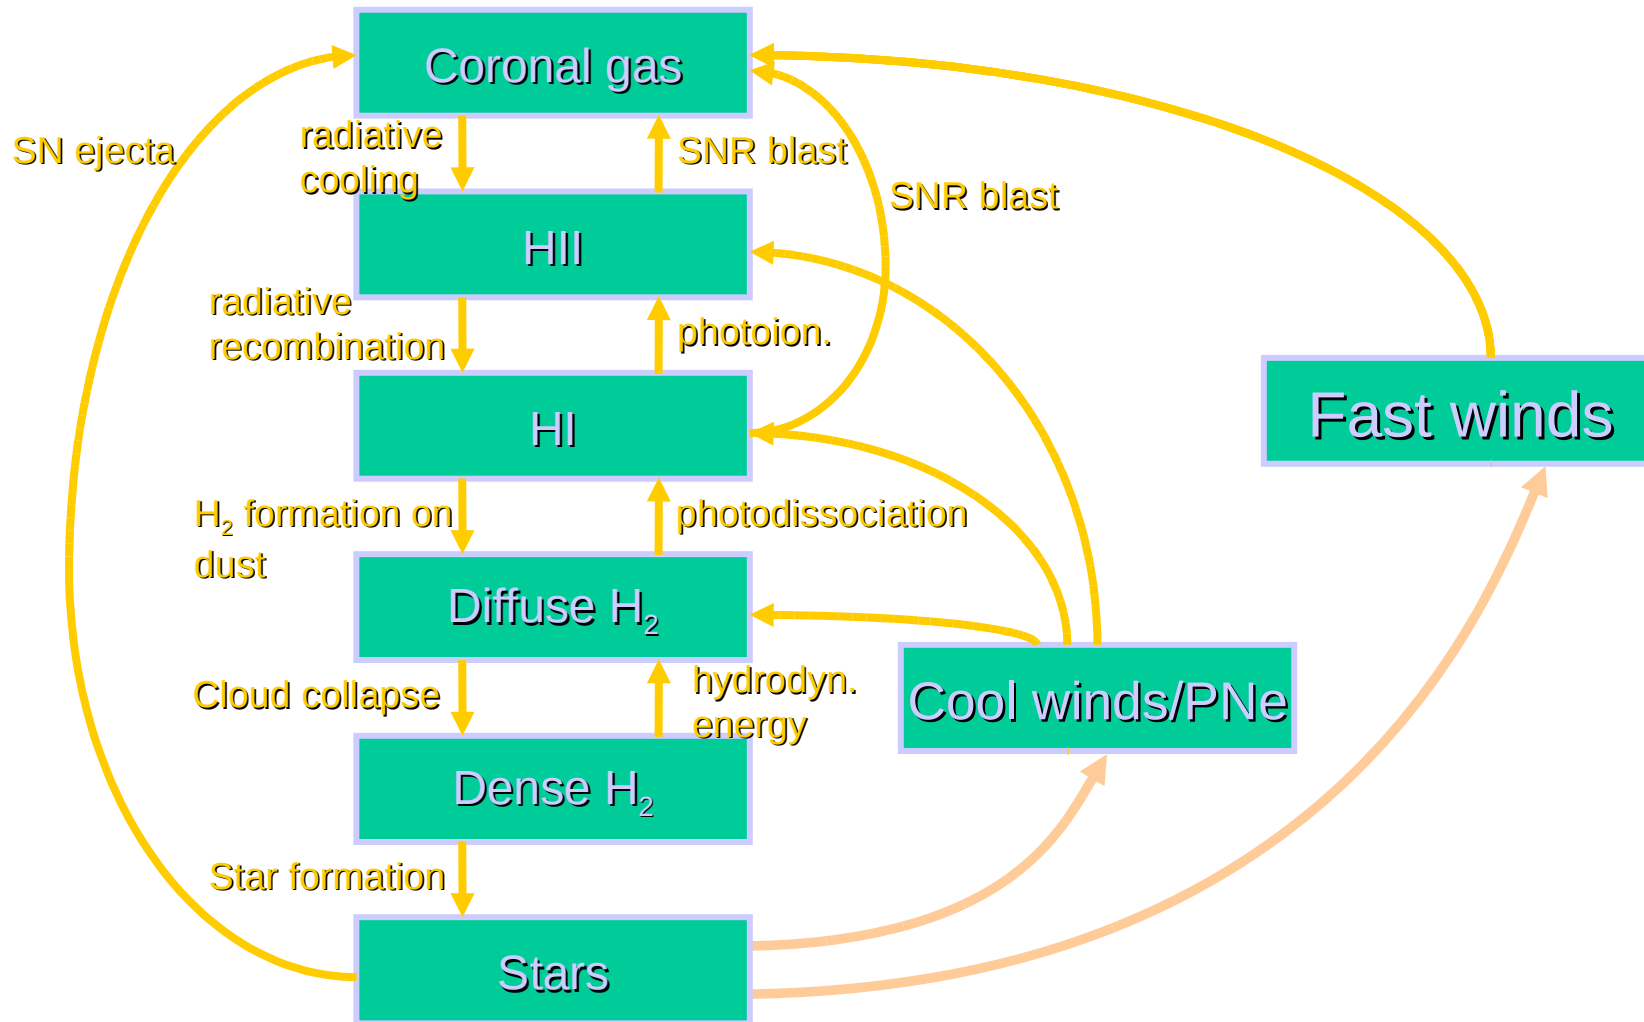 Coronal gas
SN ejecta
radiative
cooling
SNR blast
SNR blast
HII
radiative
recombination
photoion.
HI
Fast winds
H₂ formation on
dust
photodissociation
Diffuse H₂
Cloud collapse
hydrodyn.
energy
Cool winds/PNe
Dense H₂
Star formation
Stars